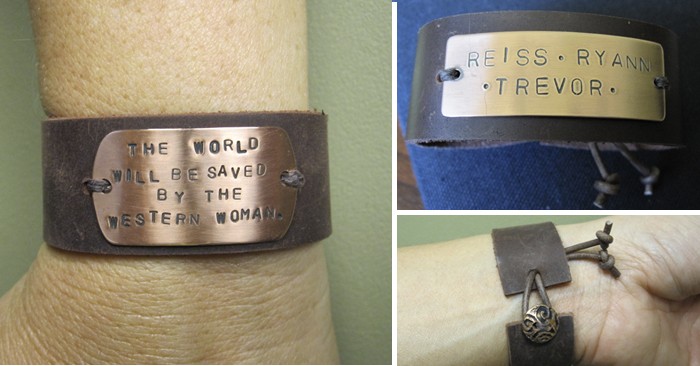 THE WORLD
WILL BE SAVED
BY THE
WESTERN WOMAN.
REISS · RYANN
· TREVOR ·